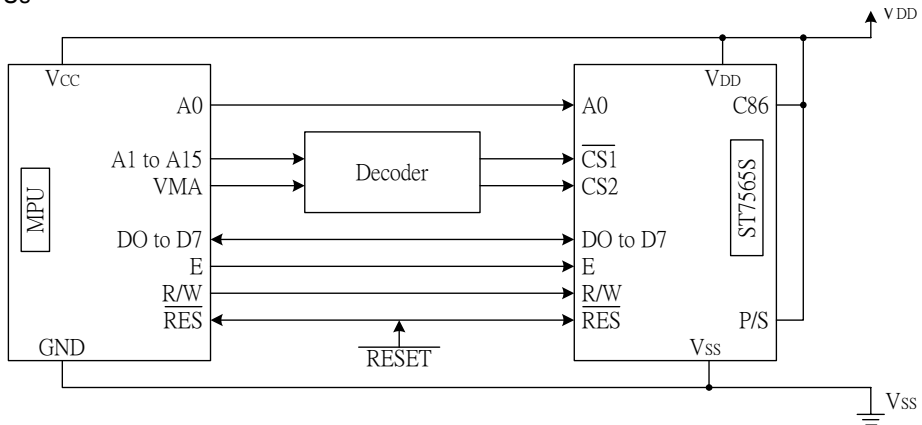 VDD
VCC
VDD
A0
A0
C86
A1 to A15
Decoder
CS1
VMA
CS2
MPU
ST7565S
DO to D7
DO to D7
E
E
R/W
R/W
RES
RES
P/S
RESET
GND
VSS
VSS